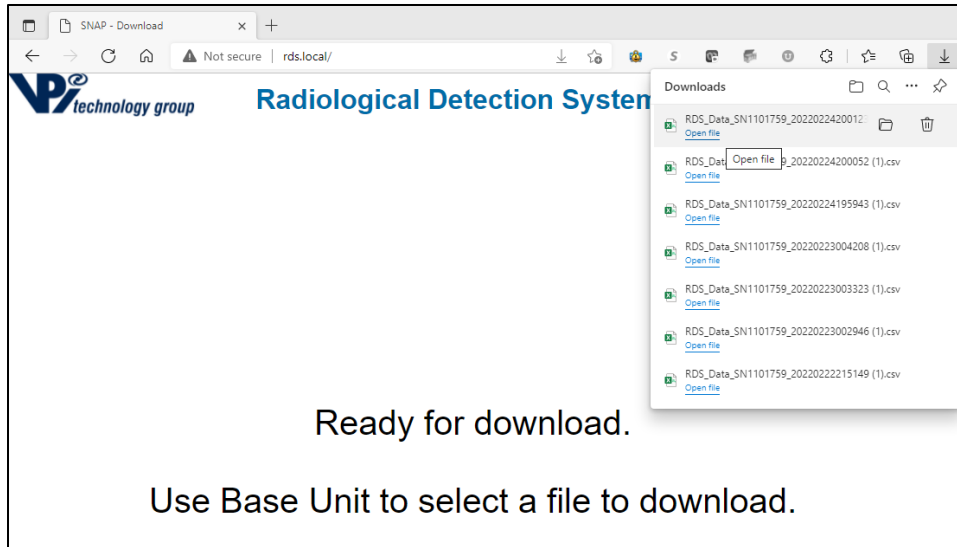 SNAP - Download
Not secure rds.local/
VPi
technology group
Radiological Detection System
Downloads
RDS_Data_SN1101759_2022022420012
Open file
Open file
RDS_Dat 9_20220224200052 (1).csv
Open file
RDS_Data_SN1101759_20220224195943 (1).csv
Open file
RDS_Data_SN1101759_20220223004208 (1).csv
Open file
RDS_Data_SN1101759_20220223003323 (1).csv
Open file
RDS_Data_SN1101759_20220223002946 (1).csv
Open file
RDS_Data_SN1101759_20220222215149 (1).csv
Open file
Ready for download.
Use Base Unit to select a file to download.